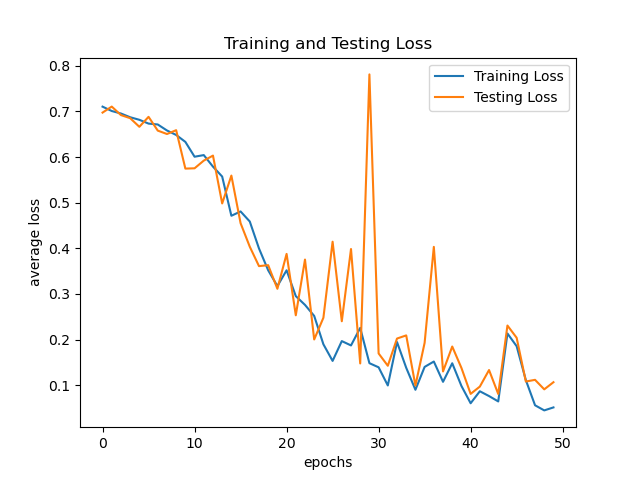 Training and Testing Loss
Training Loss
Testing Loss
average loss
0.8
0.7
0.6
0.5
0.4
0.3
0.2
0.1
0 10 20 30 40 50
epochs